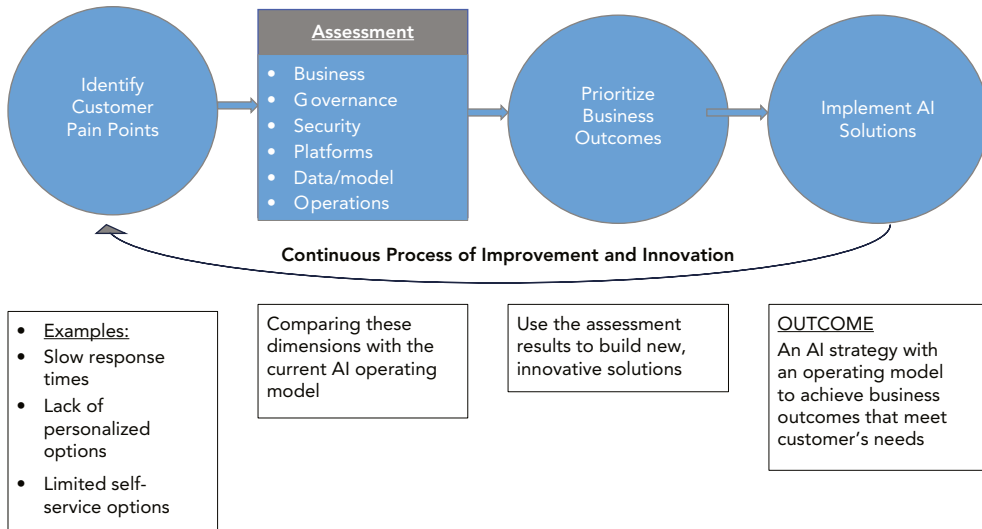 Identify
Customer
Pain Points
Assessment
• Business
• Governance
• Security
• Platforms
• Data/model
• Operations
Prioritize
Business
Outcomes
Implement AI
Solutions
Continuous Process of Improvement and Innovation
• Examples:
• Slow response
times
• Lack of
personalized
options
• Limited self-
service options
Comparing these
dimensions with the
current AI operating
model
Use the assessment
results to build new,
innovative solutions
OUTCOME
An AI strategy with
an operating model
to achieve business
outcomes that meet
customer’s needs